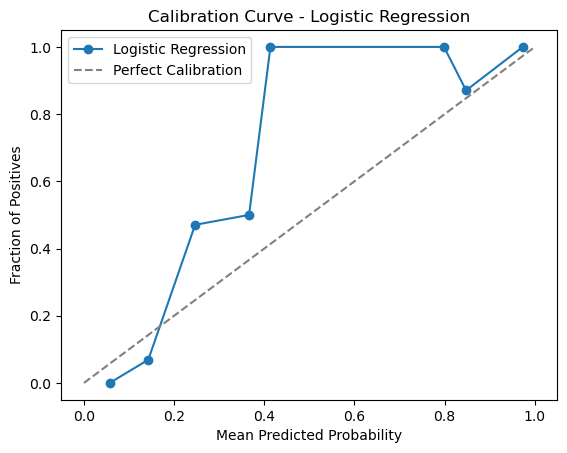 Calibration Curve - Logistic Regression
Logistic Regression
Perfect Calibration
Fraction of Positives
1.0
0.8
0.6
0.4
0.2
0.0
0.0 0.2 0.4 0.6 0.8 1.0
Mean Predicted Probability